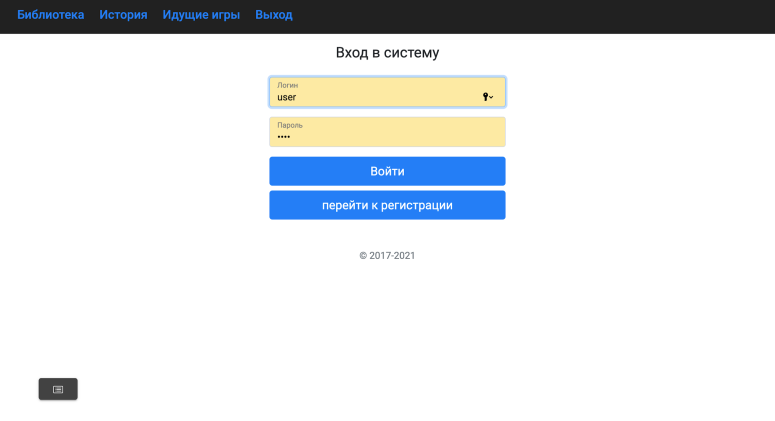 Библиотека История Идущие игры Выход
Вход в систему
Логин
user
Пароль
••••
Войти
перейти к регистрации
© 2017-2021